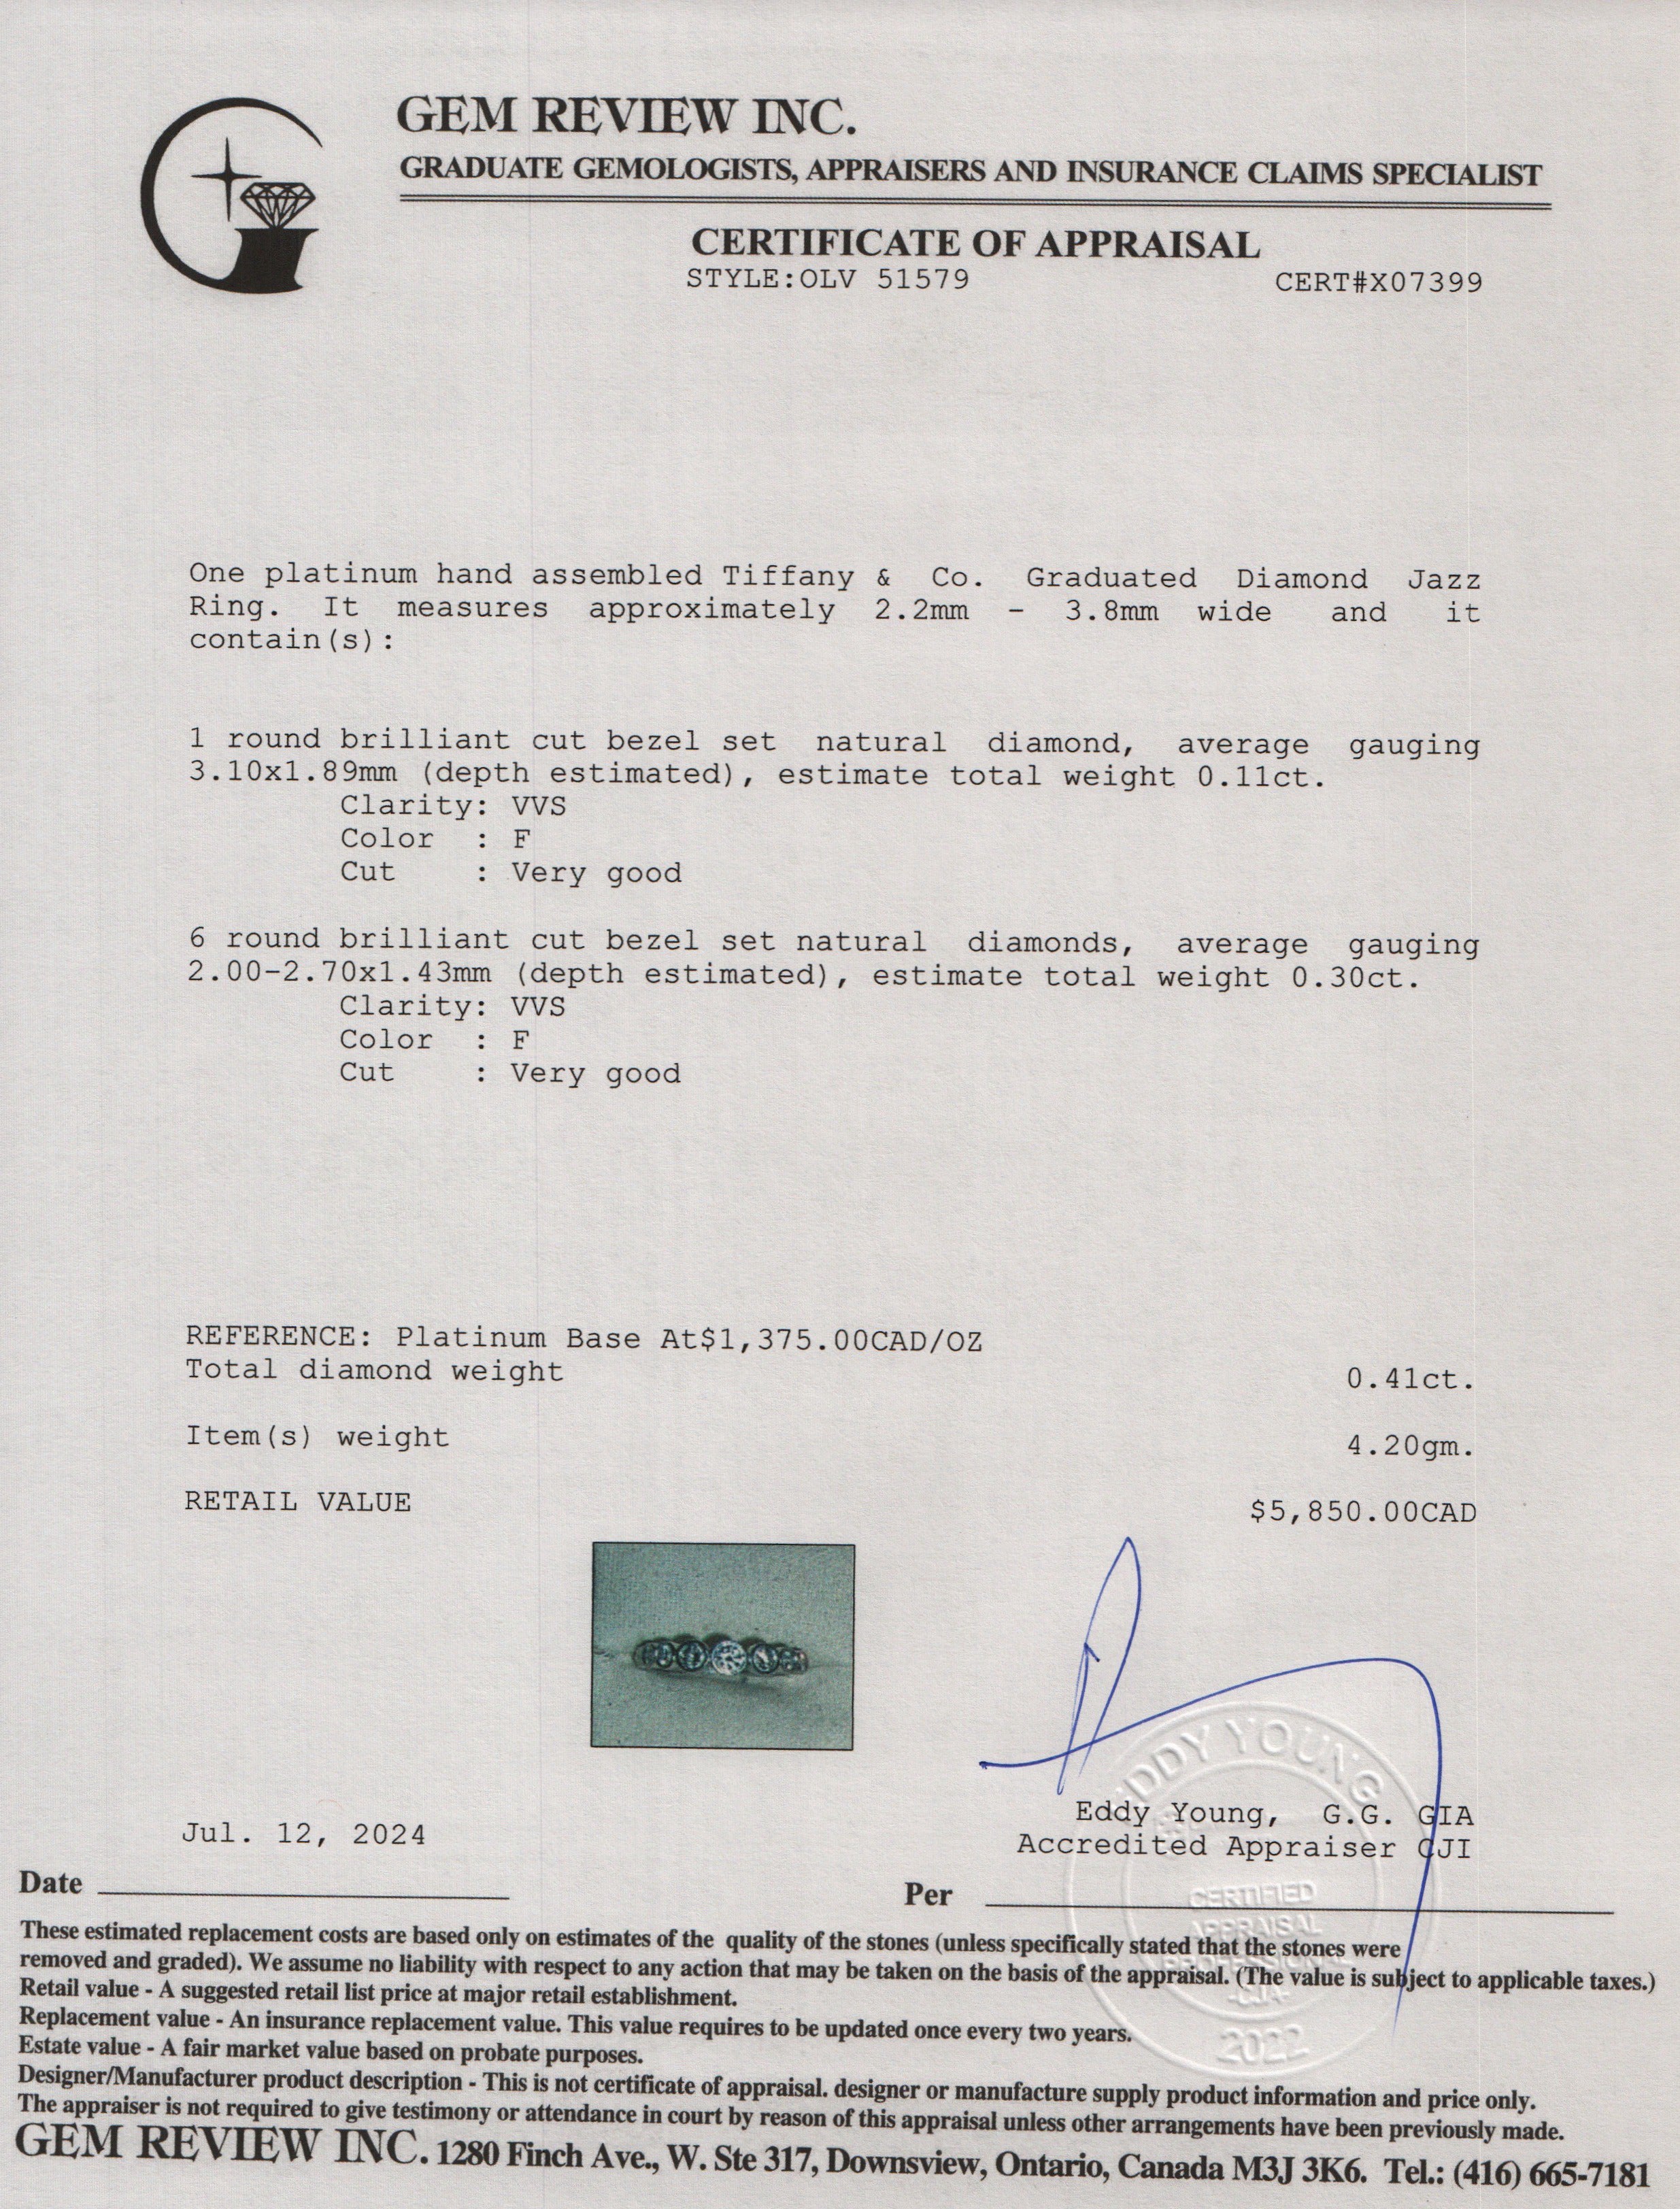 GEM REVIEW INC.
GRADUATE GEMOLOGISTS, APPRAISERS AND INSURANCE CLAIMS SPECIALIST
CERTIFICATE OF APPRAISAL
STYLE:OLV 51579 CERT#X07399
One platinum hand assembled Tiffany & Co. Graduated Diamond Jazz
Ring. It measures approximately 2.2mm - 3.8mm wide and it
contain(s):
1 round brilliant cut bezel set natural diamond, average gauging
3.10x1.89mm (depth estimated), estimate total weight 0.11ct.
Clarity: VVS
Color : F
Cut : Very good
6 round brilliant cut bezel set natural diamonds, average gauging
2.00-2.70x1.43mm (depth estimated), estimate total weight 0.30ct.
Clarity: VVS
Color : F
Cut : Very good
REFERENCE: Platinum Base At$1,375.00CAD/OZ
Total diamond weight 0.41ct.
Item(s) weight 4.20gm.
RETAIL VALUE $5,850.00CAD
EDDY YOUNG
Eddy Young, G.G. GIA
Jul. 12, 2024 Accredited Appraiser CJI
Date Per
CERTIFIED
APPRAISAL
PROFESSIONAL
-CJA-
2022
These estimated replacement costs are based only on estimates of the quality of the stones (unless specifically stated that the stones were
removed and graded). We assume no liability with respect to any action that may be taken on the basis of the appraisal. (The value is subject to applicable taxes.)
Retail value - A suggested retail list price at major retail establishment.
Replacement value - An insurance replacement value. This value requires to be updated once every two years.
Estate value - A fair market value based on probate purposes.
Designer/Manufacturer product description - This is not certificate of appraisal. designer or manufacture supply product information and price only.
The appraiser is not required to give testimony or attendance in court by reason of this appraisal unless other arrangements have been previously made.
GEM REVIEW INC. 1280 Finch Ave., W. Ste 317, Downsview, Ontario, Canada M3J 3K6. Tel.: (416) 665-7181